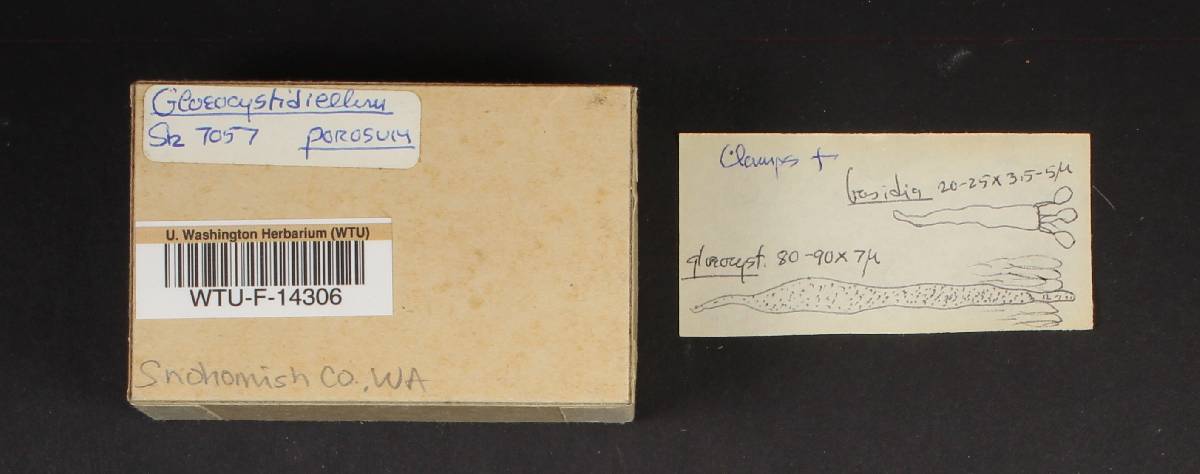 Gloeocystidiellum
Sh 7057 porosum
U. Washington Herbarium (WTU)
WTU-F-14306
Snohomish Co., WA
Clamps +
basidia 20-25 x 3.5-5µ
gloeocyst. 80-90 x 7µ